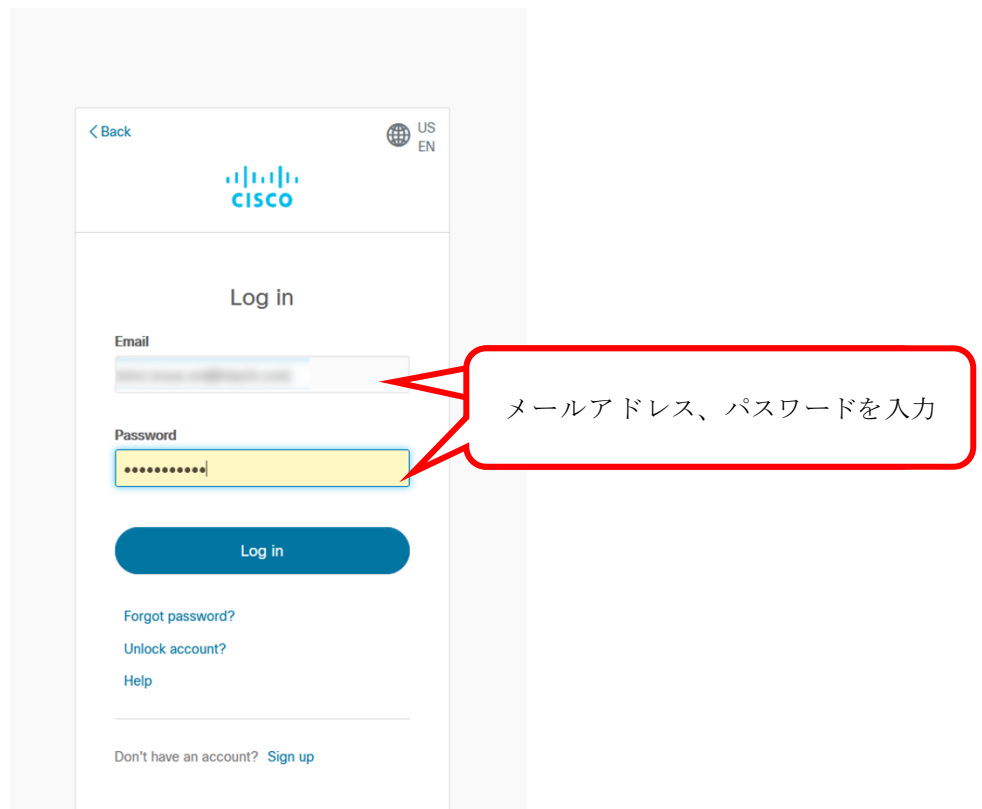 Back
US
EN
CISCO
Log in
Email
Password
メールアドレス、パスワードを入力
Log in
Forgot password?
Unlock account?
Help
Don't have an account? Sign up